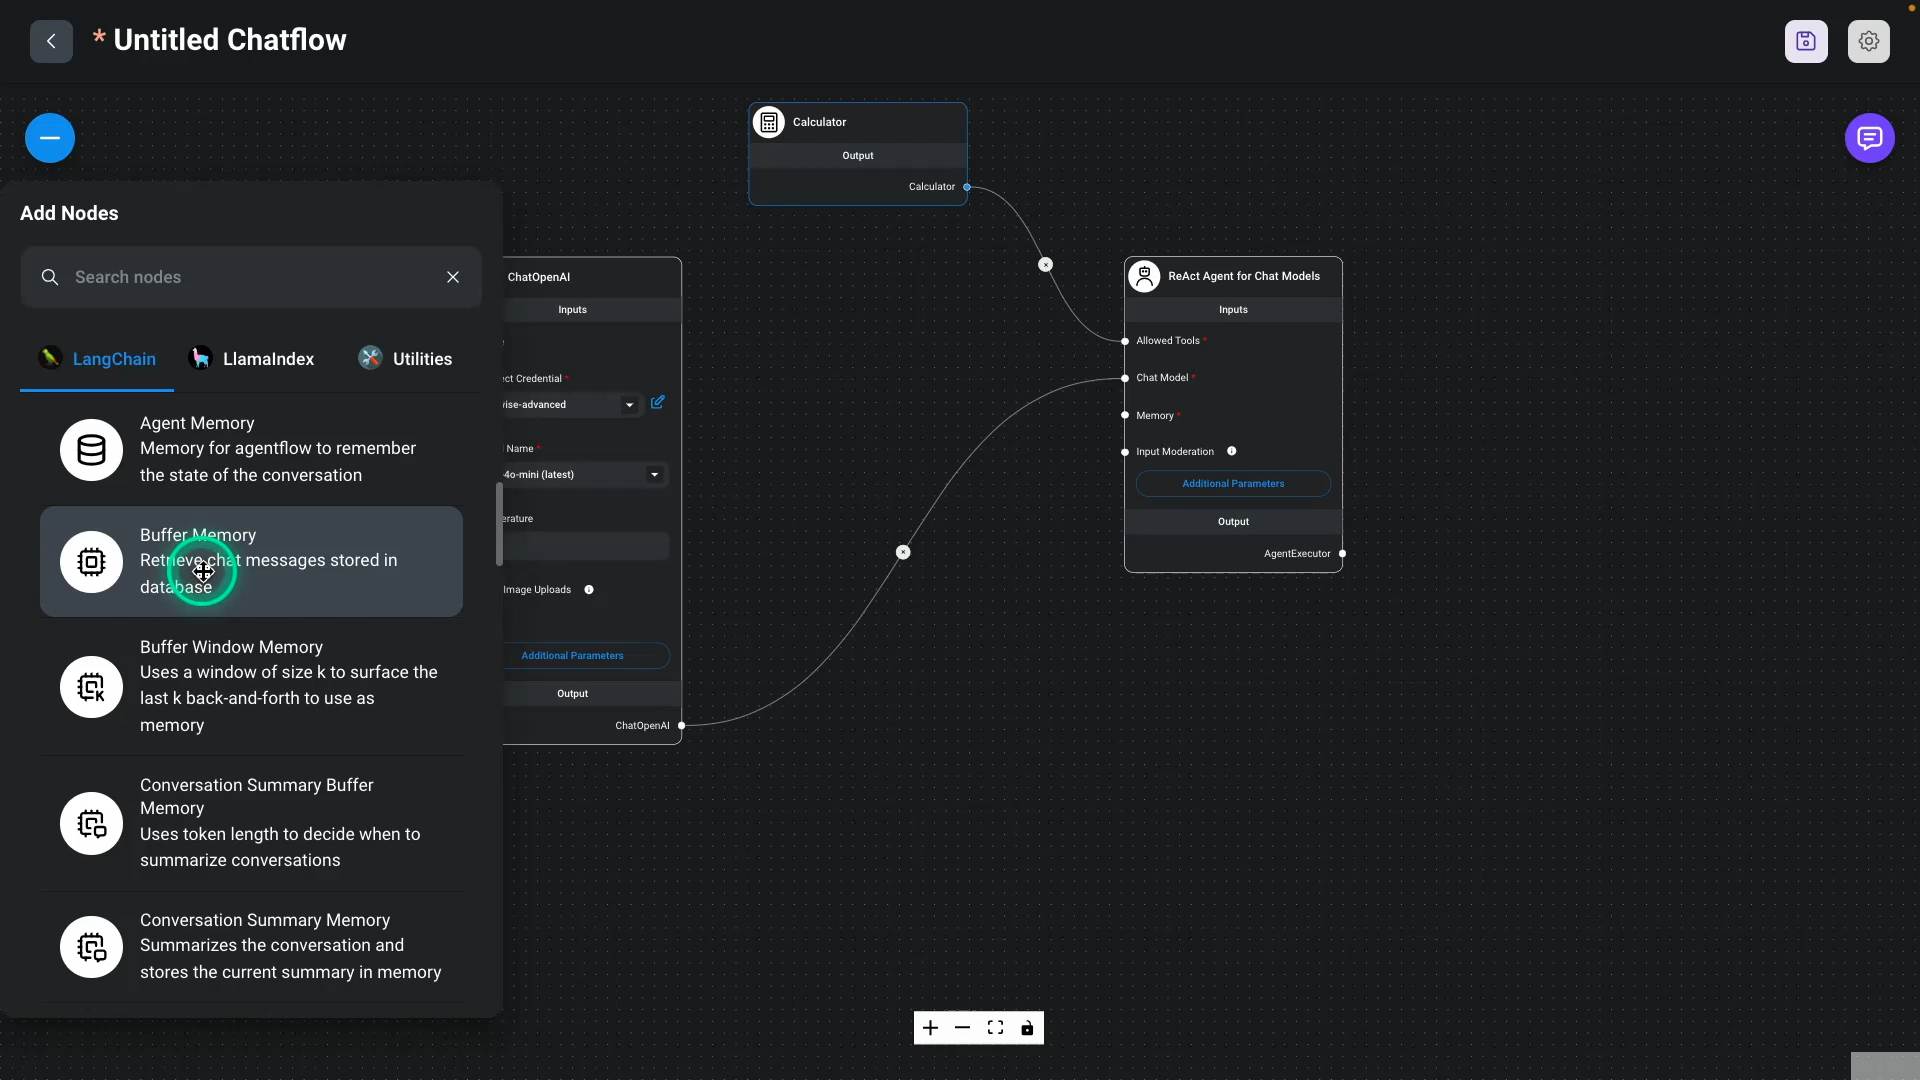 * Untitled Chatflow
Add Nodes
Search nodes
LangChain
LlamaIndex
Utilities
Agent Memory
Memory for agentflow to remember
the state of the conversation
Buffer Memory
Retrieve chat messages stored in
database
Buffer Window Memory
Uses a window of size k to surface the
last k back-and-forth to use as
memory
Conversation Summary Buffer
Memory
Uses token length to decide when to
summarize conversations
Conversation Summary Memory
Summarizes the conversation and
stores the current summary in memory
Calculator
Output
Calculator
ChatOpenAI
Inputs
ect Credential *
wise-advanced
l Name *
4o-mini (latest)
erature
Image Uploads
Additional Parameters
Output
ChatOpenAI
ReAct Agent for Chat Models
Inputs
Allowed Tools *
Chat Model *
Memory *
Input Moderation
Additional Parameters
Output
AgentExecutor